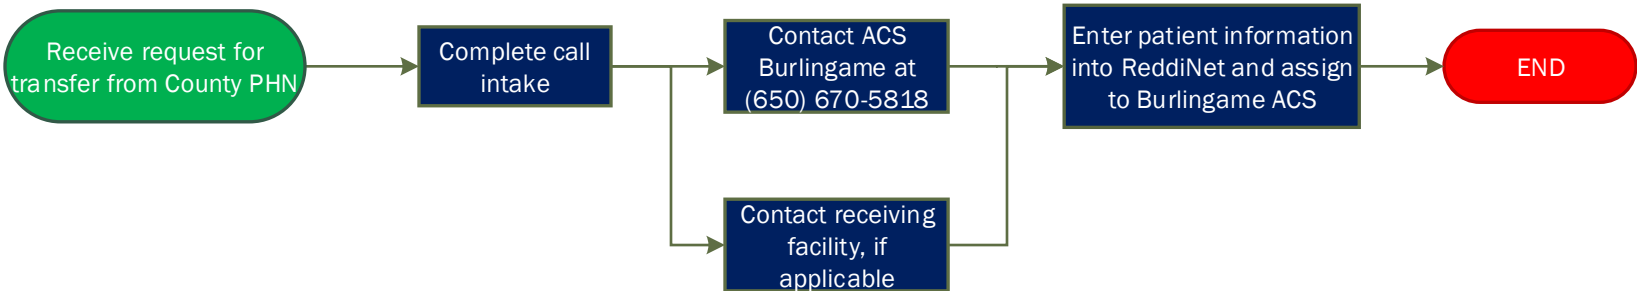 Receive request for
transfer from County PHN
Complete call
intake
Contact ACS
Burlingame at
(650) 670-5818
Enter patient information
into ReddiNet and assign
to Burlingame ACS
END
Contact receiving
facility, if
applicable